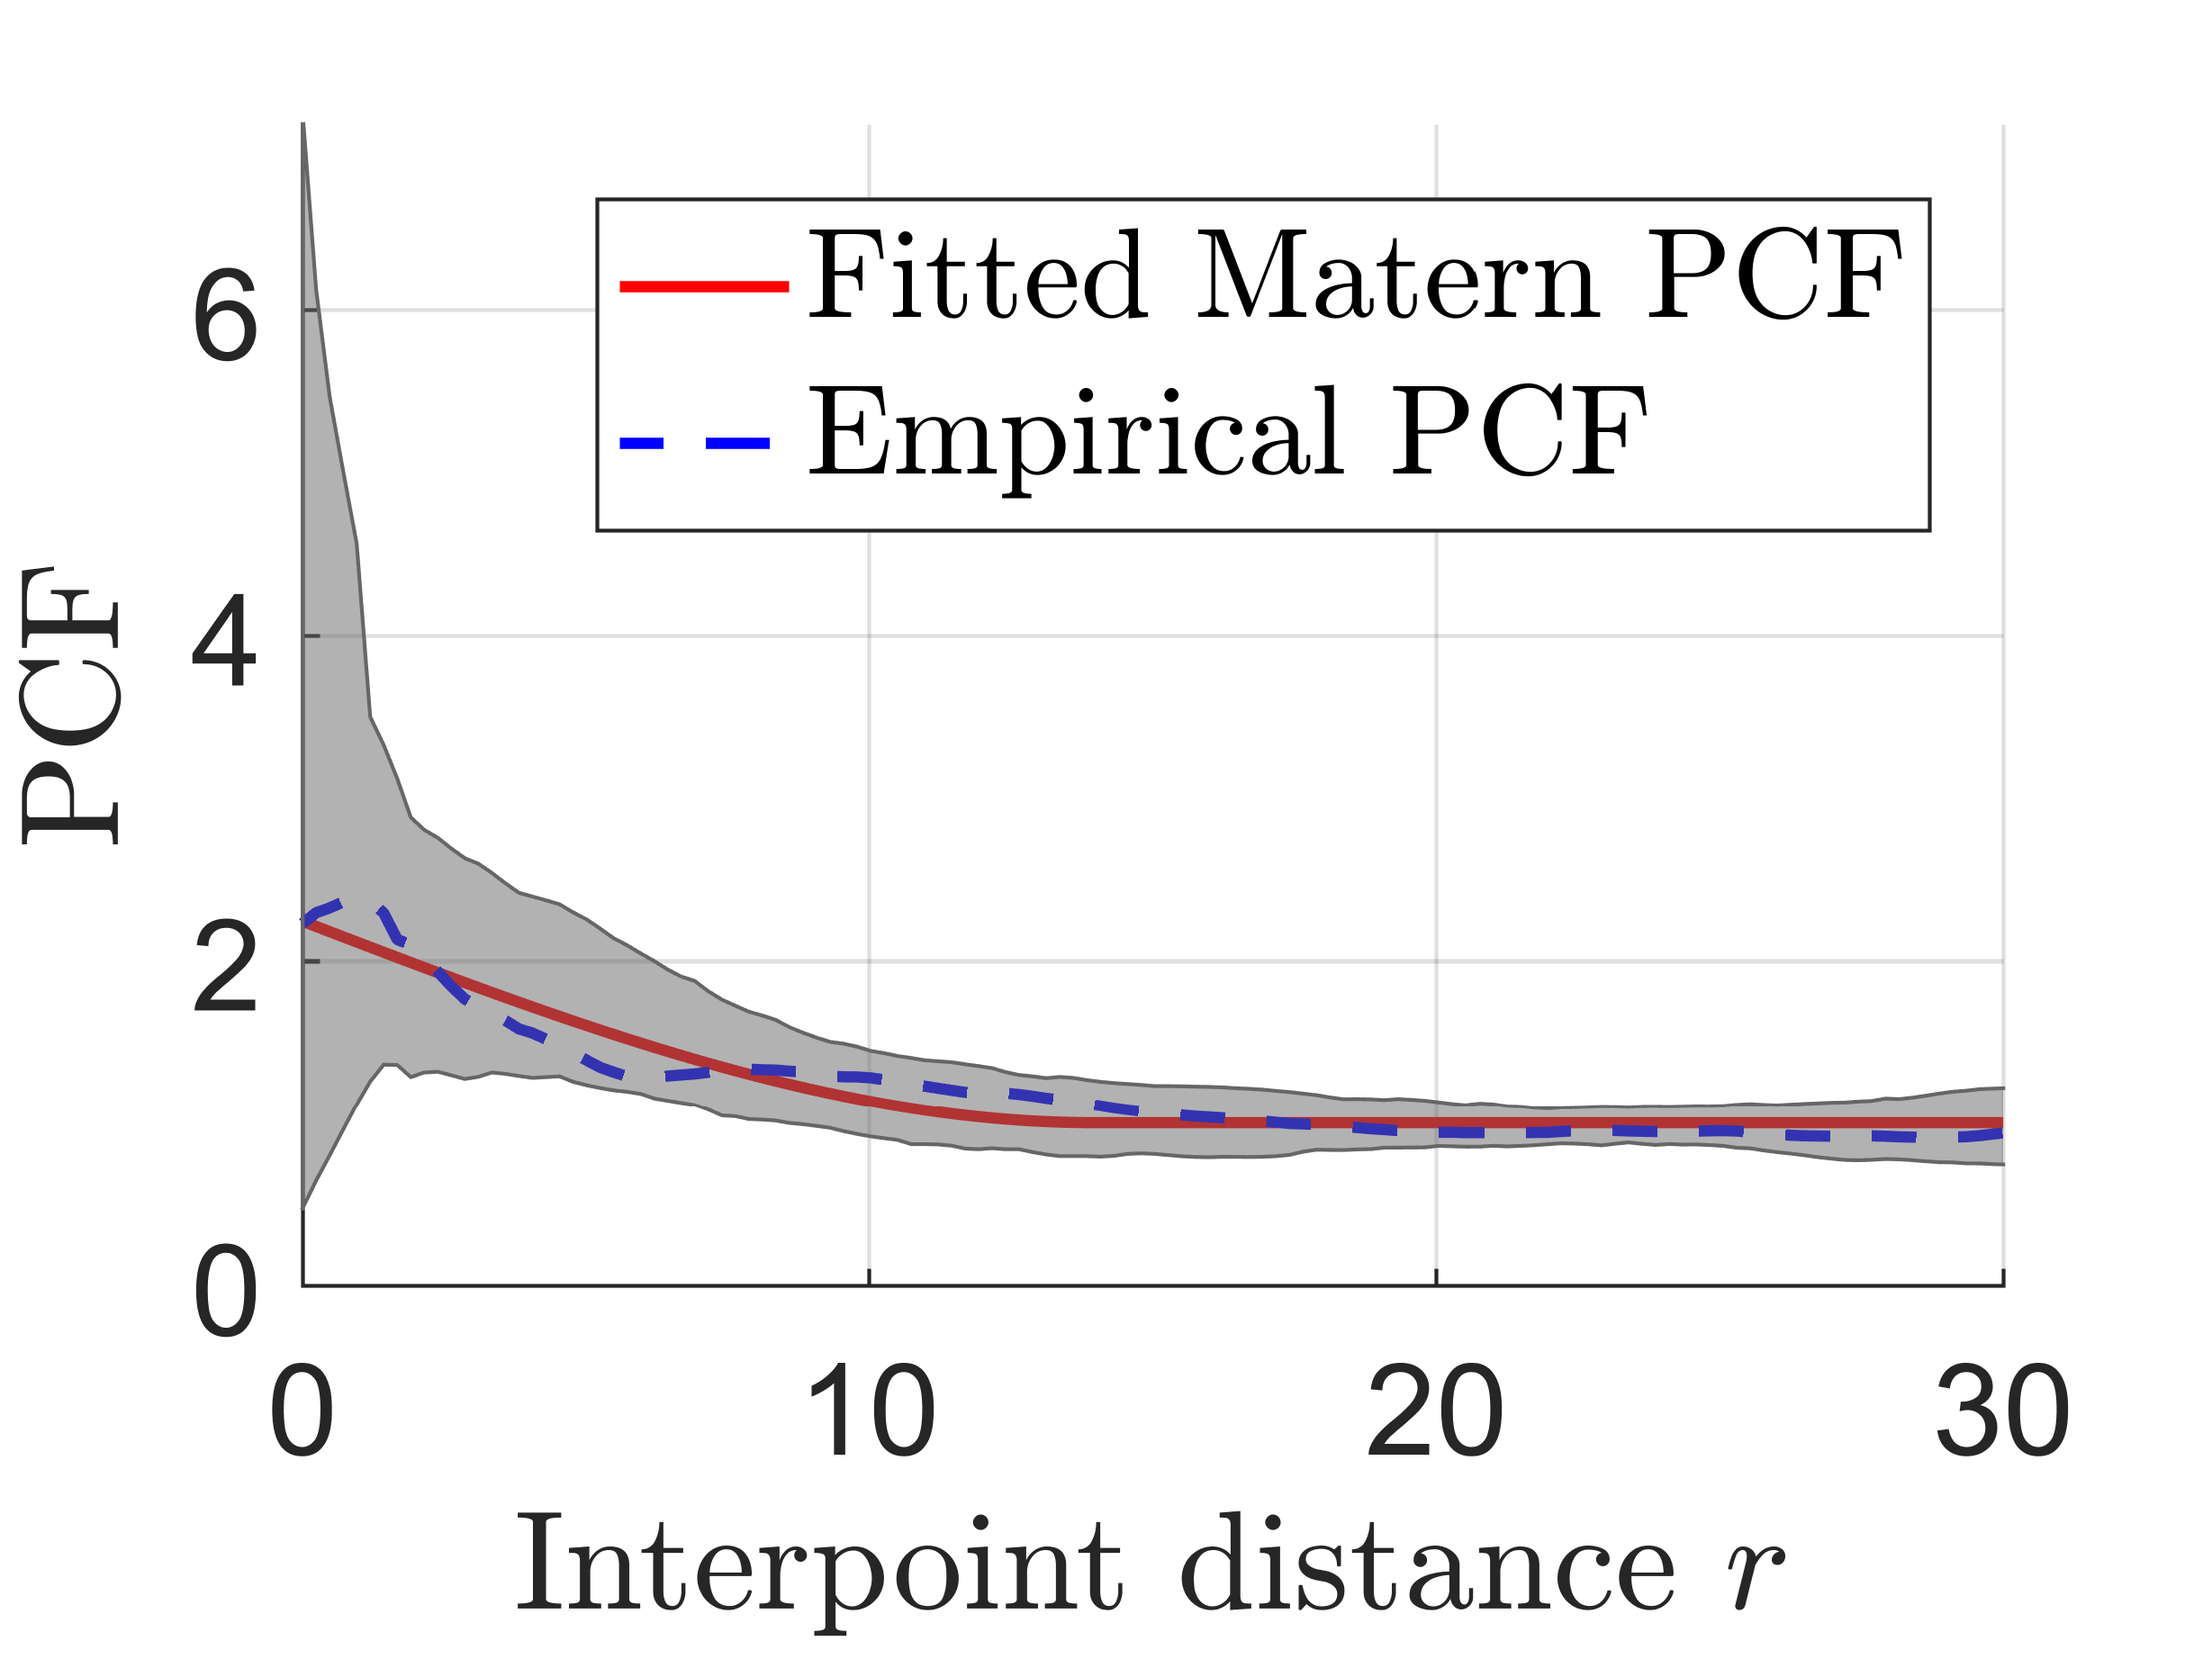 Fitted Matern PCF
Empirical PCF
PCF
6
4
2
0
0 10 20 30
Interpoint distance r